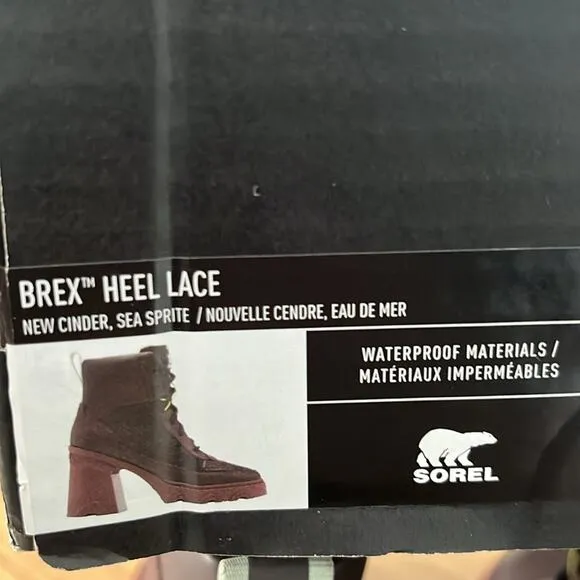 BREX™ HEEL LACE
NEW CINDER, SEA SPRITE / NOUVELLE CENDRE, EAU DE MER
WATERPROOF MATERIALS /
MATÉRIAUX IMPERMÉABLES
SOREL